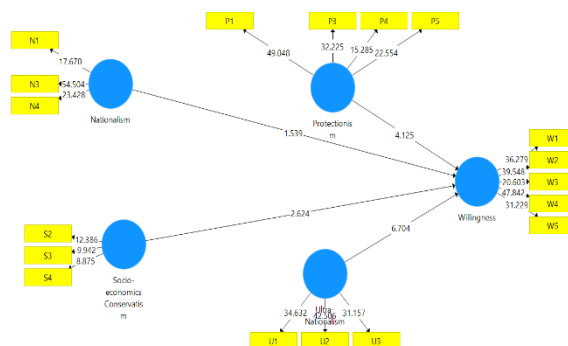 P1
P3
P4
P5
N1
49.048
32.225
15.285
22.554
17.670
N3
54.504
N4
23.428
Nationalism
Protectionis
m
1.539
4.125
W1
36.279
W2
39.548
W3
20.603
W4
47.842
W5
31.229
Willingness
2.624
6.704
S2
12.386
S3
9.942
S4
8.875
Socio-
economics
Conservatis
m
Ultra
Nationalism
34.632
42.306
31.157
U1
U2
U3